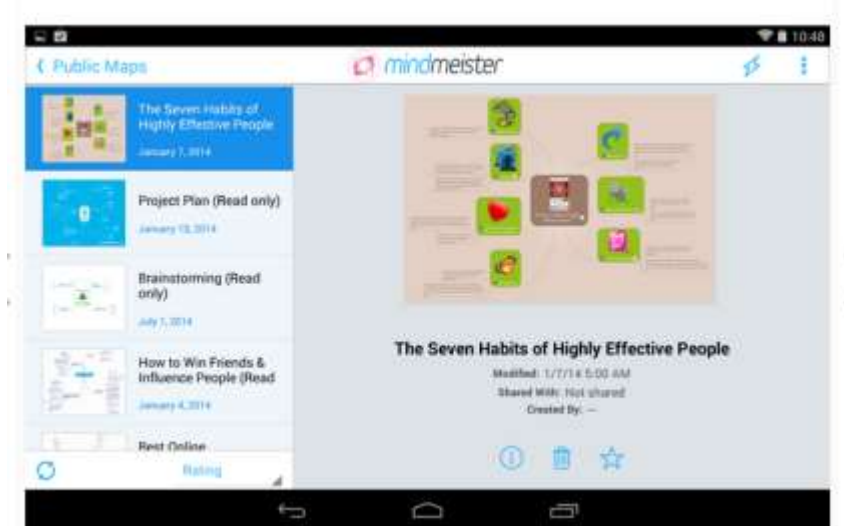 10:48
Public Maps
mindmeister
The Seven Habits of
Highly Effective People
January 7, 2014
Project Plan (Read only)
January 13, 2014
Brainstorming (Read
only)
July 1, 2014
How to Win Friends &
Influence People (Read
January 4, 2014
Best Online
Rating
The Seven Habits of Highly Effective People
Modified: 1/7/14 5:00 AM
Shared With: Not shared
Created By: --